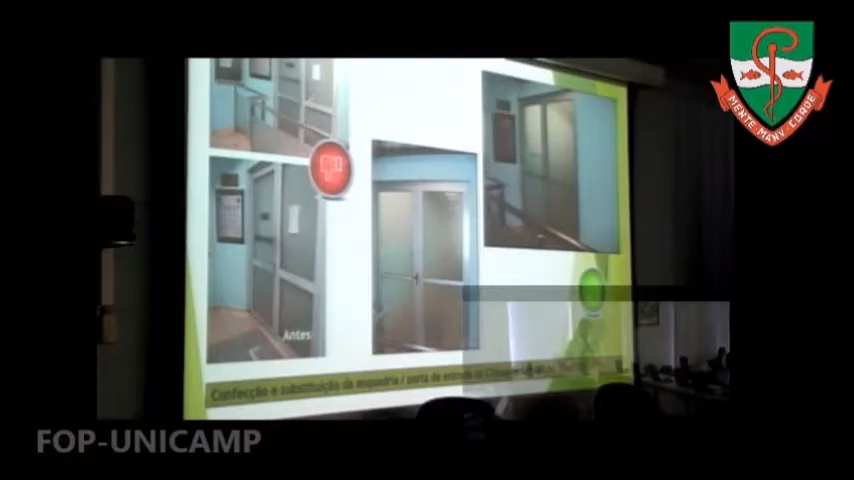 MENTE MANV CORDE
Antes
Confecção e substituição da esquadria / porta de entrada
FOP-UNICAMP